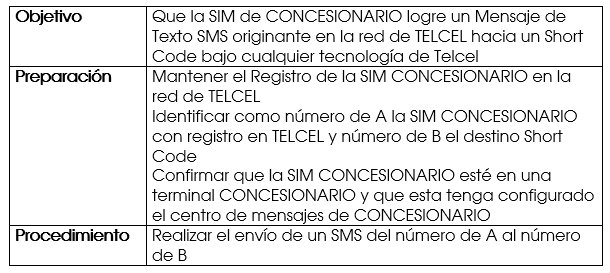 Objetivo
Que la SIM de CONCESIONARIO logre un Mensaje de
Texto SMS originante en la red de TELCEL hacia un Short
Code bajo cualquier tecnología de Telcel
Preparación
Mantener el Registro de la SIM CONCESIONARIO en la
red de TELCEL
Identificar como número de A la SIM CONCESIONARIO
con registro en TELCEL y número de B el destino Short
Code
Confirmar que la SIM CONCESIONARIO esté en una
terminal CONCESIONARIO y que esta tenga configurado
el centro de mensajes de CONCESIONARIO
Procedimiento
Realizar el envío de un SMS del número de A al número
de B